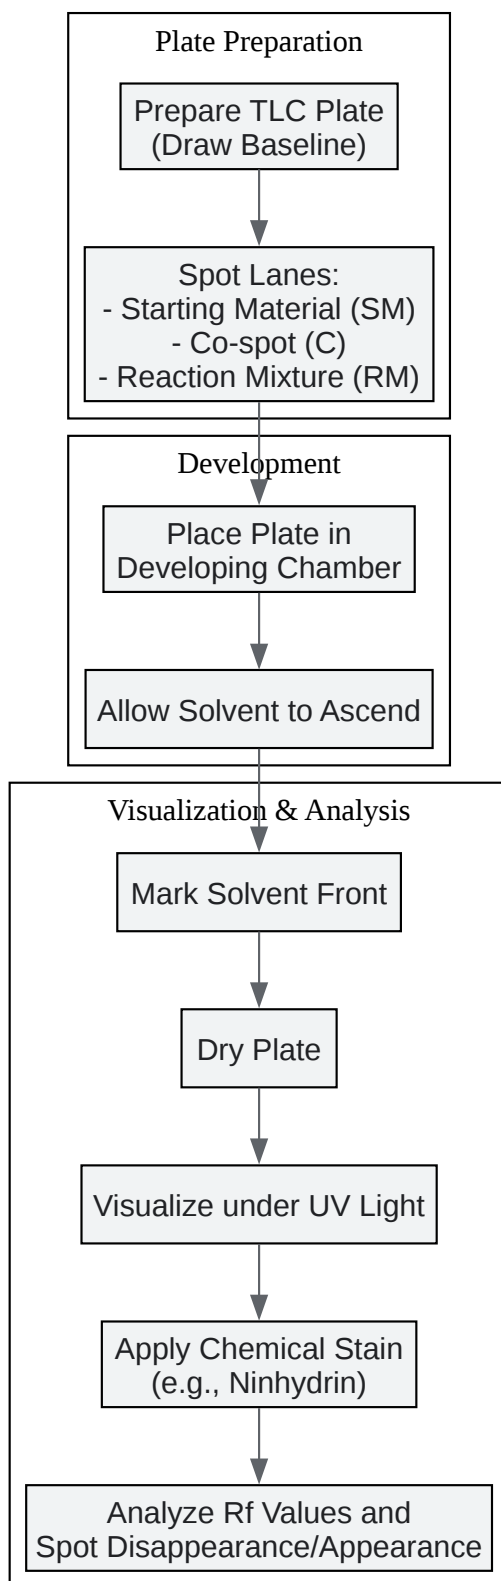 Plate Preparation
Prepare TLC Plate
(Draw Baseline)
Spot Lanes:
- Starting Material (SM)
- Co-spot (C)
- Reaction Mixture (RM)
Development
Place Plate in
Developing Chamber
Allow Solvent to Ascend
Visualization & Analysis
Mark Solvent Front
Dry Plate
Visualize under UV Light
Apply Chemical Stain
(e.g., Ninhydrin)
Analyze Rf Values and
Spot Disappearance/Appearance